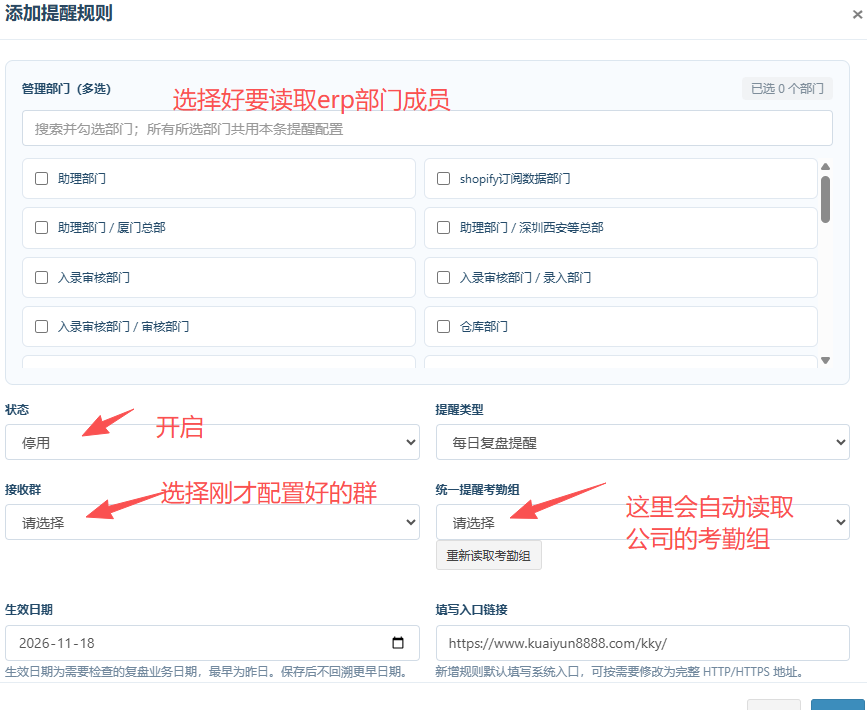 添加提醒规则
×
管理部门（多选）
选择好要读取erp部门成员
已选 0 个部门
搜索并勾选部门；所有所选部门共用本条提醒配置
助理部门
shopify订阅数据部门
助理部门 / 厦门总部
助理部门 / 深圳西安等总部
入录审核部门
入录审核部门 / 录入部门
入录审核部门 / 审核部门
仓库部门
状态
提醒类型
停用
开启
每日复盘提醒
接收群
选择刚才配置好的群
统一提醒考勤组
请选择
请选择
这里会自动读取
公司的考勤组
重新读取考勤组
生效日期
填写入口链接
2026-11-18
https://www.kuaiyun8888.com/kky/
生效日期为需要检查的复盘业务日期，最早为昨日。保存后不回溯更早日期。
新增规则默认填写系统入口，可按需要修改为完整 HTTP/HTTPS 地址。